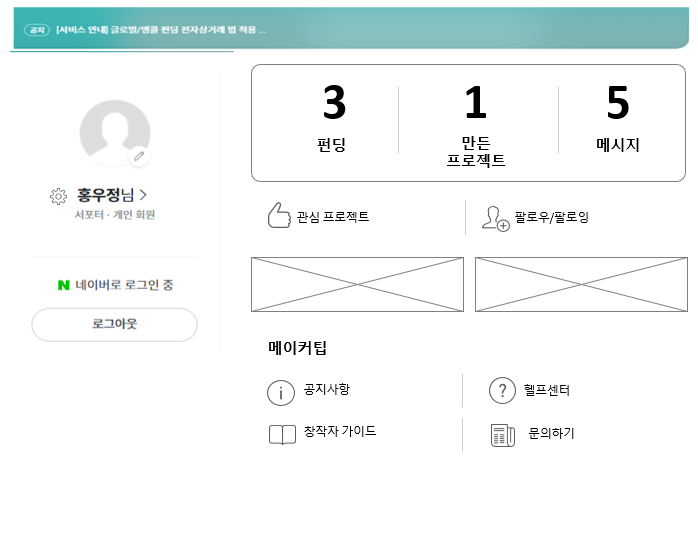 공지 [서비스 안내] 글로벌/앵콜 펀딩 전자상거래 법 적용 ...
홍우정님 >
서포터 · 개인 회원
N 네이버로 로그인 중
로그아웃
3
펀딩
1
만든
프로젝트
5
메시지
관심 프로젝트
팔로우/팔로잉
메이커팁
공지사항
헬프센터
창작자 가이드
문의하기